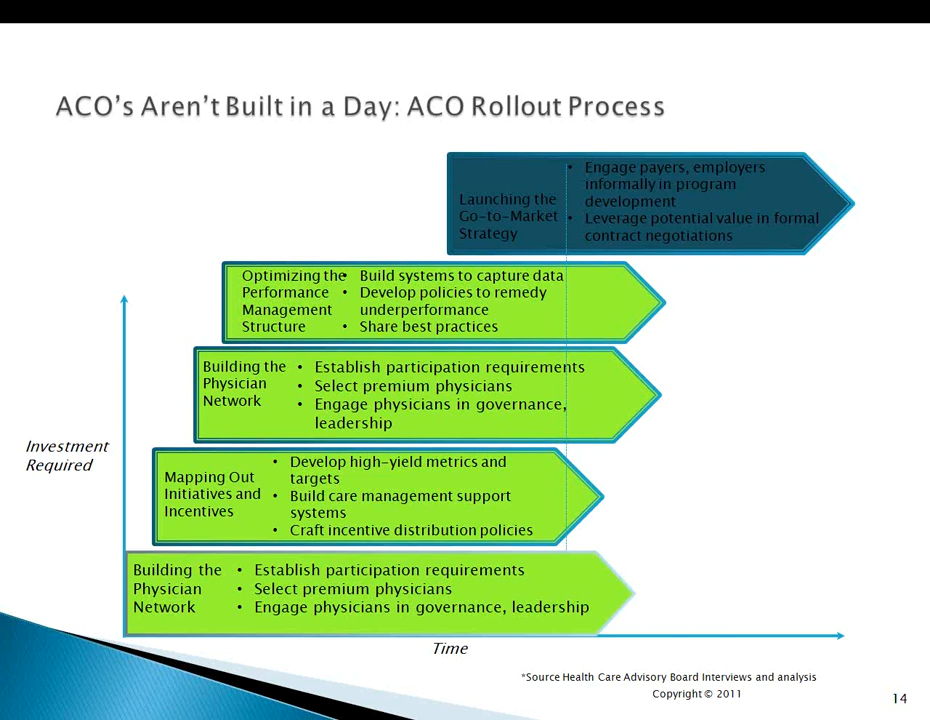 ACO's Aren't Built in a Day: ACO Rollout Process
Launching the
Go-to-Market
Strategy
• Engage payers, employers
informally in program
development
• Leverage potential value in formal
contract negotiations
Optimizing the
Performance
Management
Structure
• Build systems to capture data
• Develop policies to remedy
underperformance
• Share best practices
Building the
Physician
Network
• Establish participation requirements
• Select premium physicians
• Engage physicians in governance,
leadership
Investment
Required
Mapping Out
Initiatives and
Incentives
• Develop high-yield metrics and
targets
• Build care management support
systems
• Craft incentive distribution policies
Building the
Physician
Network
• Establish participation requirements
• Select premium physicians
• Engage physicians in governance, leadership
Time
*Source Health Care Advisory Board Interviews and analysis
Copyright © 2011
14